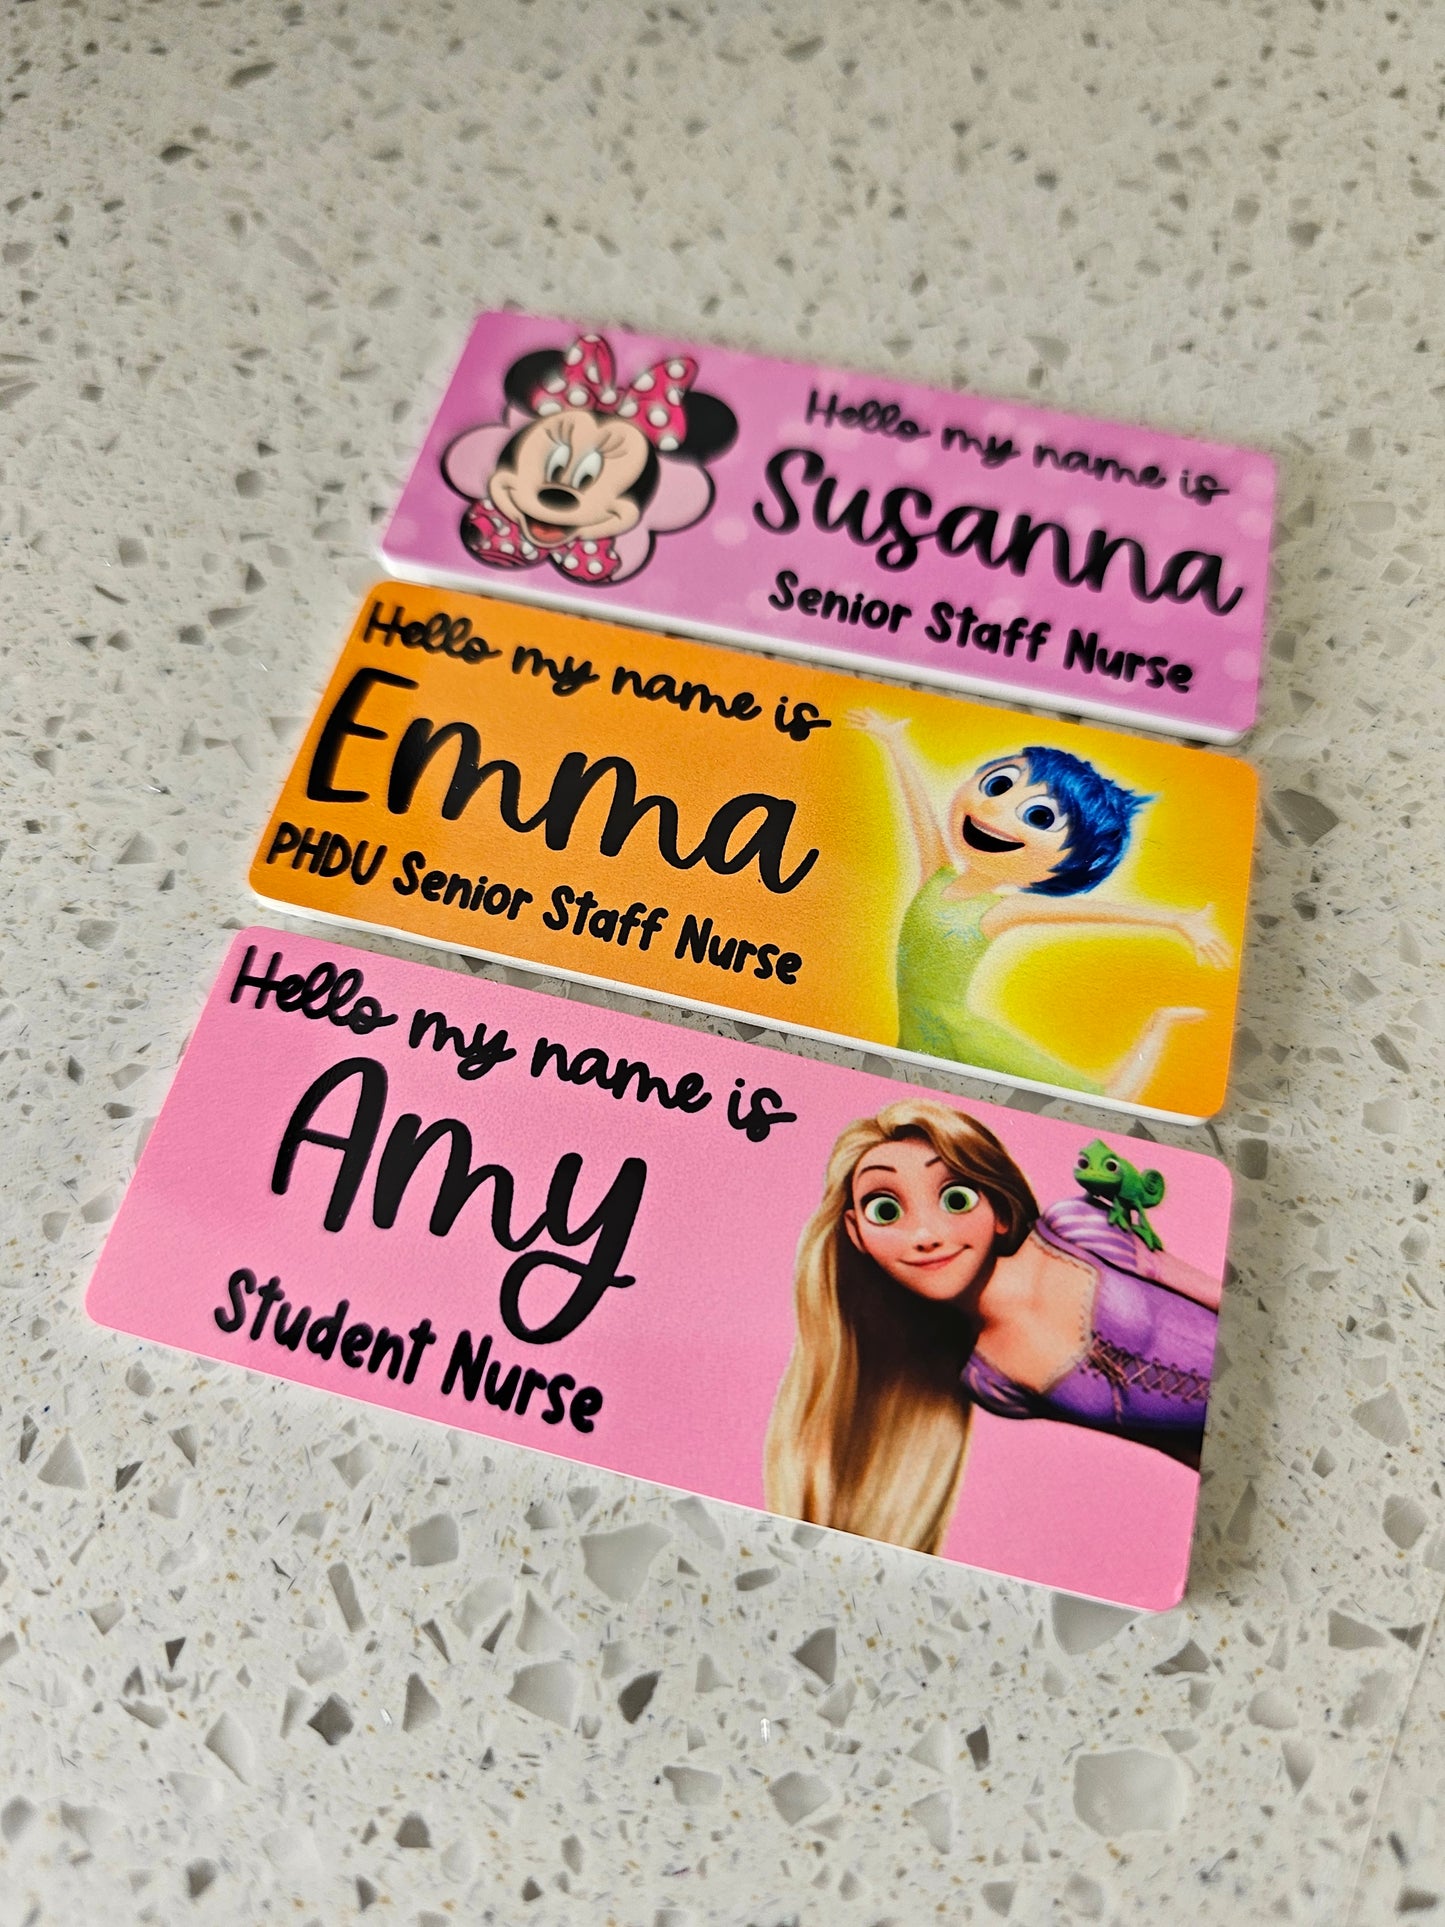 Hello my name is
Susanna
Senior Staff Nurse
Hello my name is
Emma
PHDU Senior Staff Nurse
Hello my name is
Amy
Student Nurse